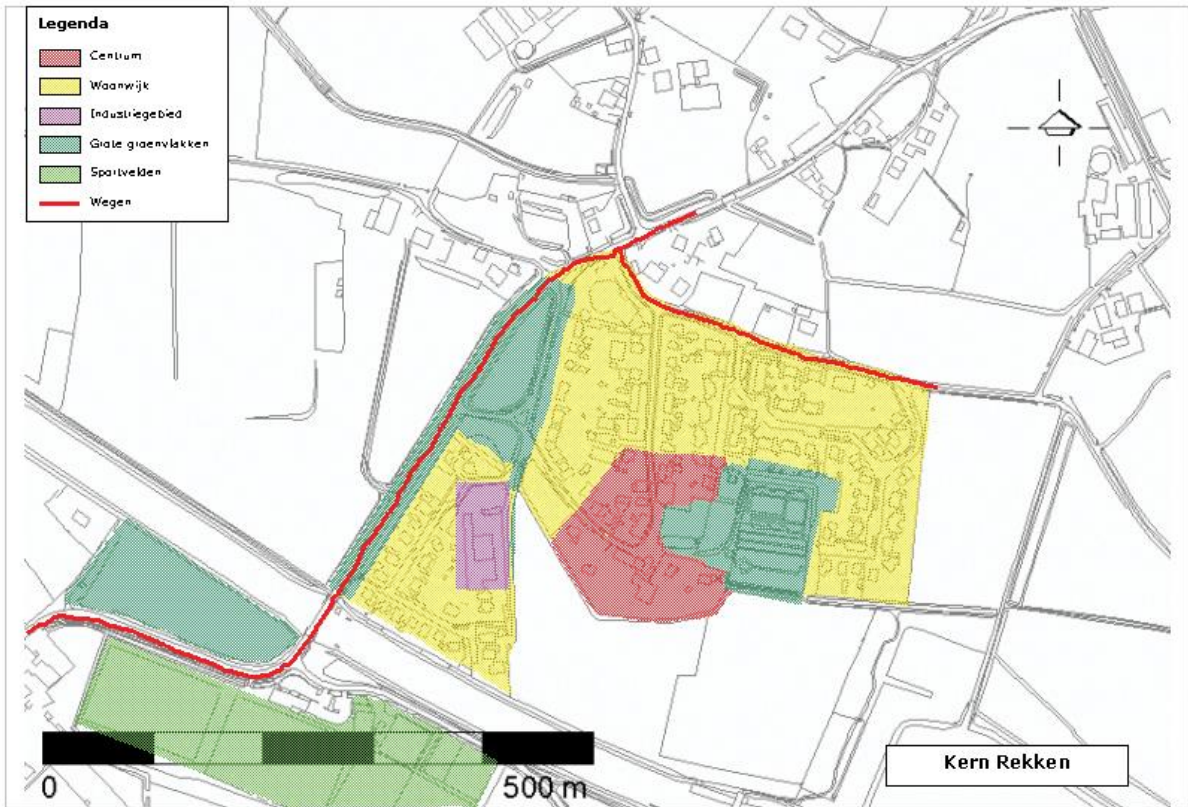 Legenda
Centrum
Woonwijk
Industriegebied
Grote groenvlakken
Sportvelden
Wegen
Kern Rekken
0 500 m